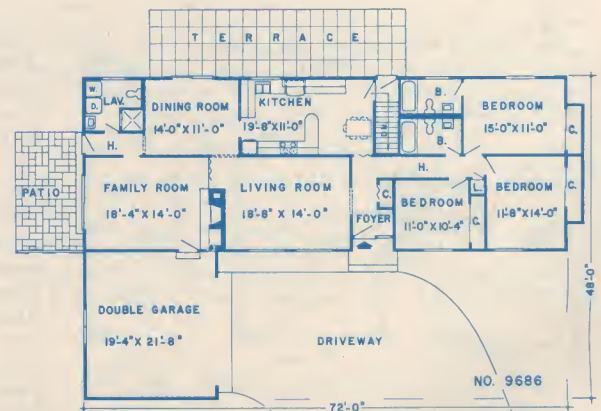 TERRACE
W.
D.
LAV.
DINING ROOM
14'-0" X 11'-0"
KITCHEN
19'-8" X 11'-0"
DN
B.
B.
BEDROOM
15'-0" X 11'-0"
C.
H.
PATIO
FAMILY ROOM
18'-4" X 14'-0"
LIVING ROOM
18'-8" X 14'-0"
C.
FOYER
H.
L.
BEDROOM
11'-0" X 10'-4"
C.
BEDROOM
11'-8" X 14'-0"
C.
DOUBLE GARAGE
19'-4" X 21'-8"
DRIVEWAY
48'-0"
NO. 9686
72'-0"